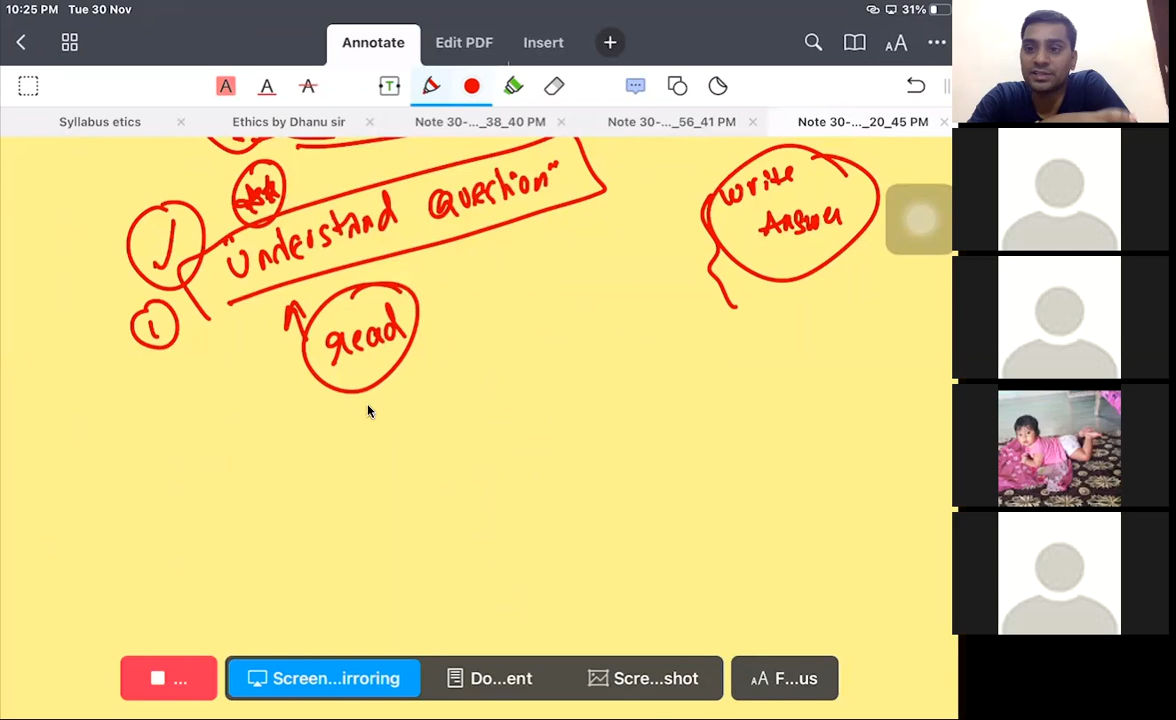 10:25 PM Tue 30 Nov 31%
Annotate Edit PDF Insert
Syllabus etics Ethics by Dhanu sir Note 30-..._38_40 PM Note 30-..._56_41 PM Note 30-..._20_45 PM
"Understand Question"
Write
Answer
1
Read
... Screen...irroring Do...ent Scre...shot AA F...us